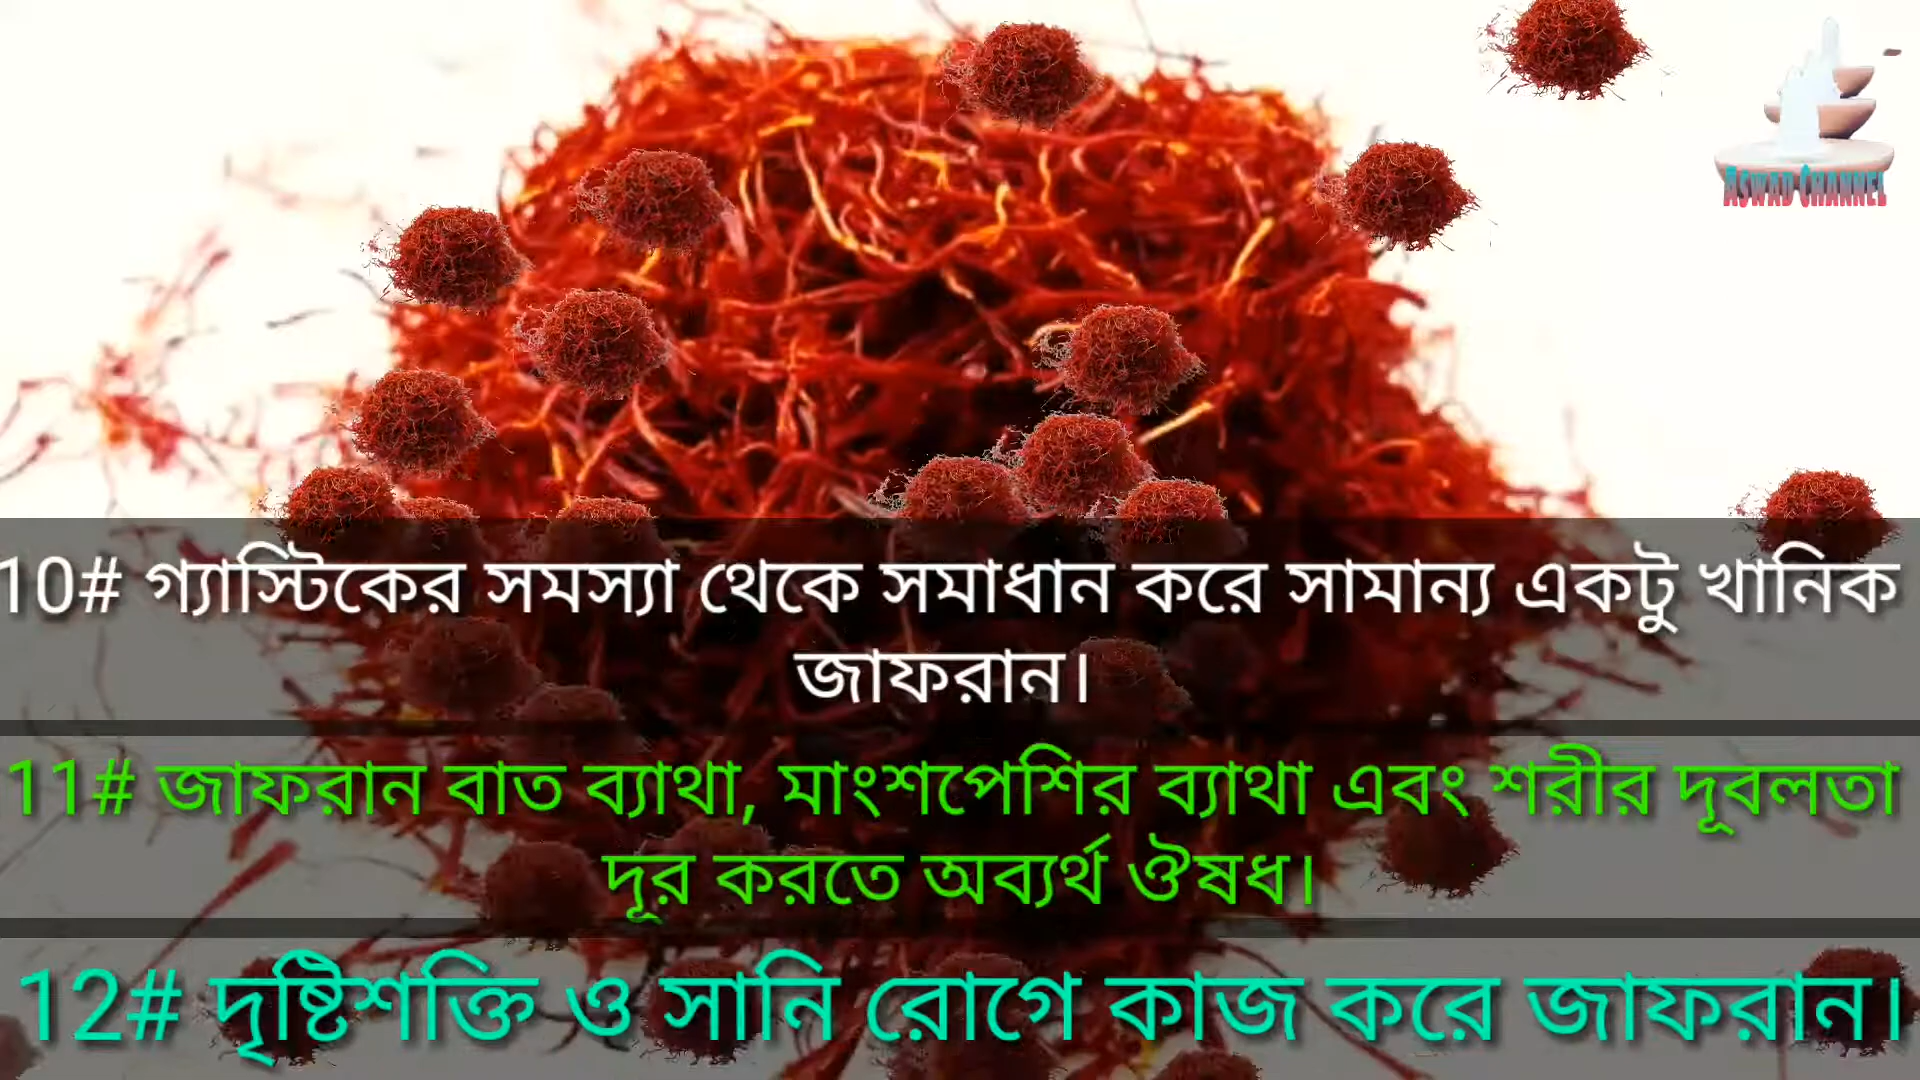 ASWAD CHANNEL
10# গ্যাস্টিকের সমস্যা থেকে সমাধান করে সামান্য একটু খানিক
জাফরান।
11# জাফরান বাত ব্যাথা, মাংশপেশির ব্যাথা এবং শরীর দূবলতা
দূর করতে অব্যর্থ ঔষধ।
12# দৃষ্টিশক্তি ও সানি রোগে কাজ করে জাফরান।